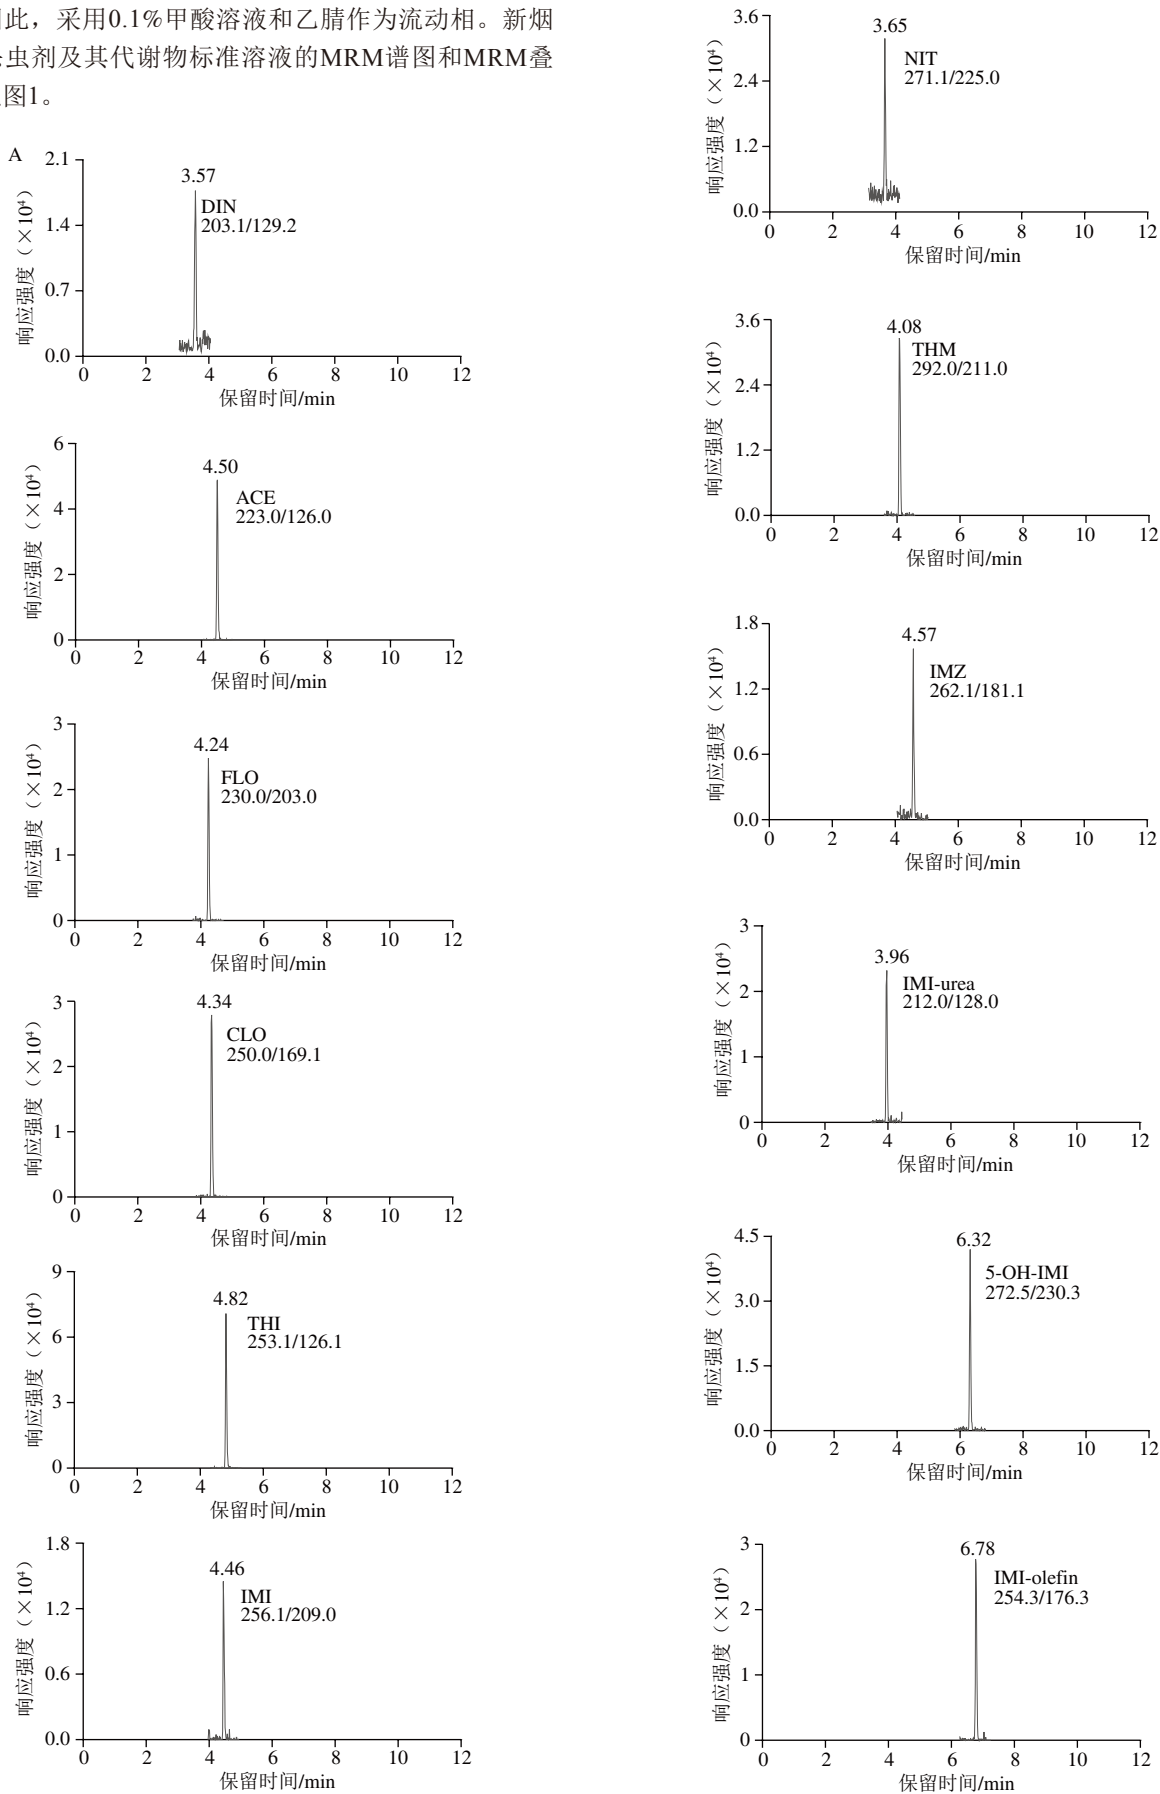 此，采用0.1%甲酸溶液和乙腈作为流动相。新烟
虫剂及其代谢物标准溶液的MRM谱图和MRM叠
图1。
A
2.1
1.4
0.7
0.0
响应强度（×10⁴）
3.57
DIN
203.1/129.2
0 2 4 6 8 10 12
保留时间/min
6
4
2
0
响应强度（×10⁴）
4.50
ACE
223.0/126.0
0 2 4 6 8 10 12
保留时间/min
3
2
1
0
响应强度（×10⁴）
4.24
FLO
230.0/203.0
0 2 4 6 8 10 12
保留时间/min
3
2
1
0
响应强度（×10⁴）
4.34
CLO
250.0/169.1
0 2 4 6 8 10 12
保留时间/min
9
6
3
0
响应强度（×10⁴）
4.82
THI
253.1/126.1
0 2 4 6 8 10 12
保留时间/min
1.8
1.2
0.6
0.0
响应强度（×10⁴）
4.46
IMI
256.1/209.0
0 2 4 6 8 10 12
保留时间/min
3.6
2.4
1.2
0.0
响应强度（×10⁴）
3.65
NIT
271.1/225.0
0 2 4 6 8 10 12
保留时间/min
3.6
2.4
1.2
0.0
响应强度（×10⁴）
4.08
THM
292.0/211.0
0 2 4 6 8 10 12
保留时间/min
1.8
1.2
0.6
0.0
响应强度（×10⁴）
4.57
IMZ
262.1/181.1
0 2 4 6 8 10 12
保留时间/min
3
2
1
0
响应强度（×10⁴）
3.96
IMI-urea
212.0/128.0
0 2 4 6 8 10 12
保留时间/min
4.5
3.0
1.5
0.0
响应强度（×10⁴）
6.32
5-OH-IMI
272.5/230.3
0 2 4 6 8 10 12
保留时间/min
3
2
1
0
响应强度（×10⁴）
6.78
IMI-olefin
254.3/176.3
0 2 4 6 8 10 12
保留时间/min